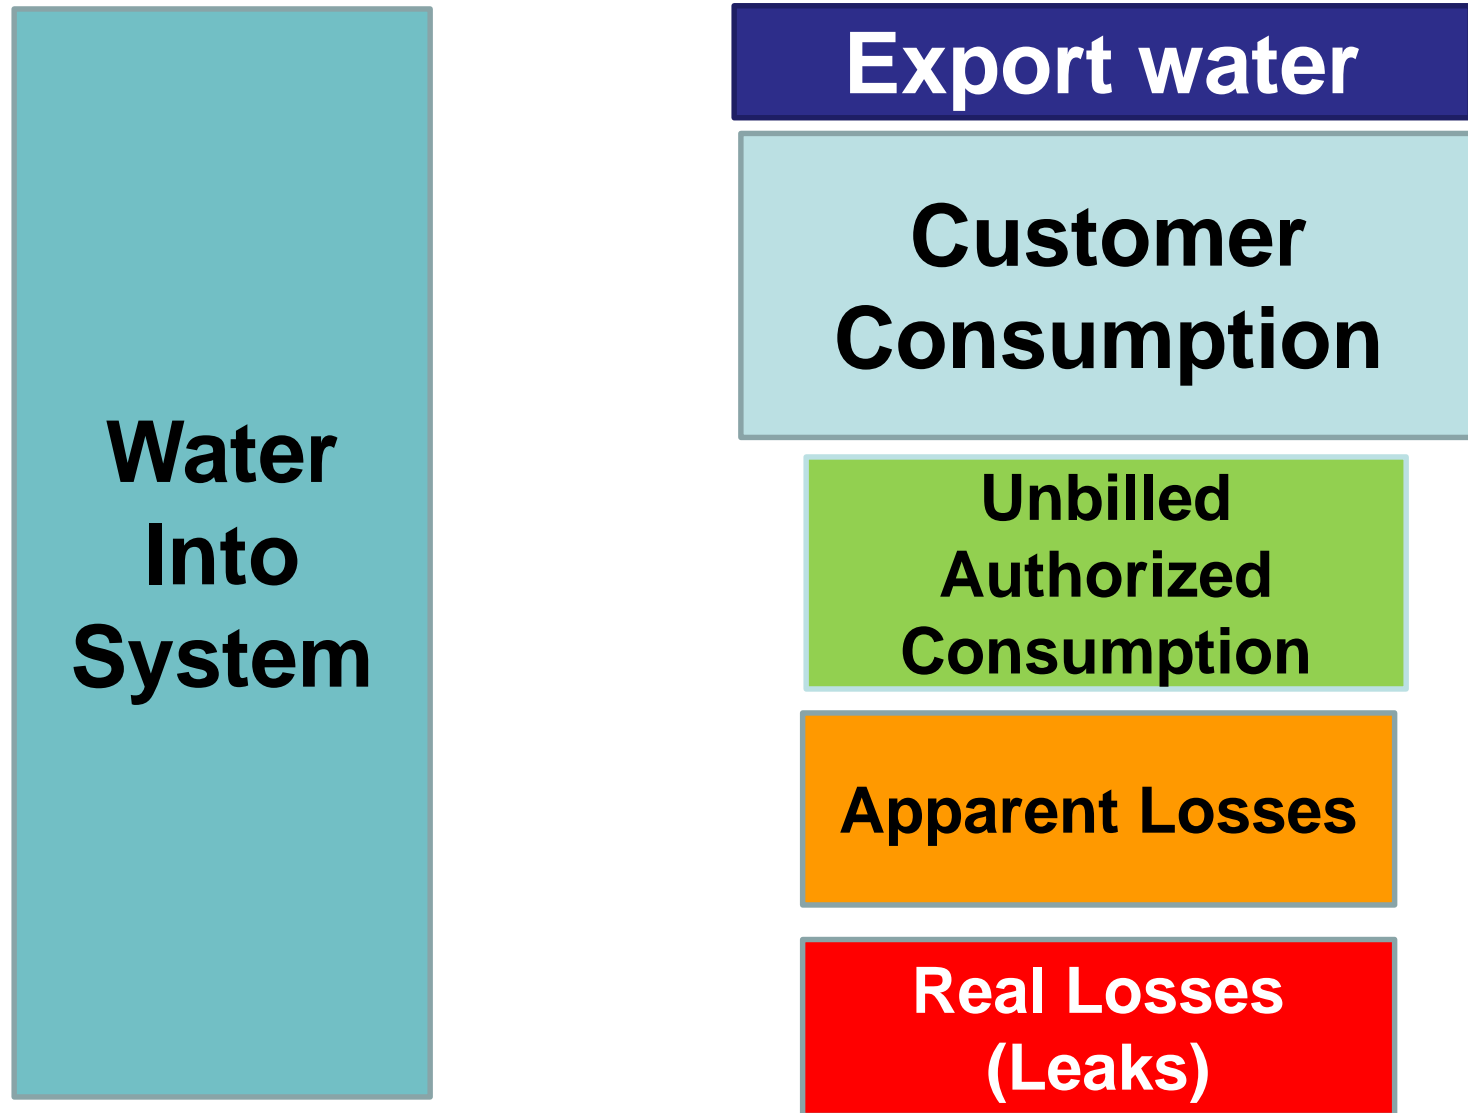 Water
Into
System
Export water
Customer
Consumption
Unbilled
Authorized
Consumption
Apparent Losses
Real Losses
(Leaks)